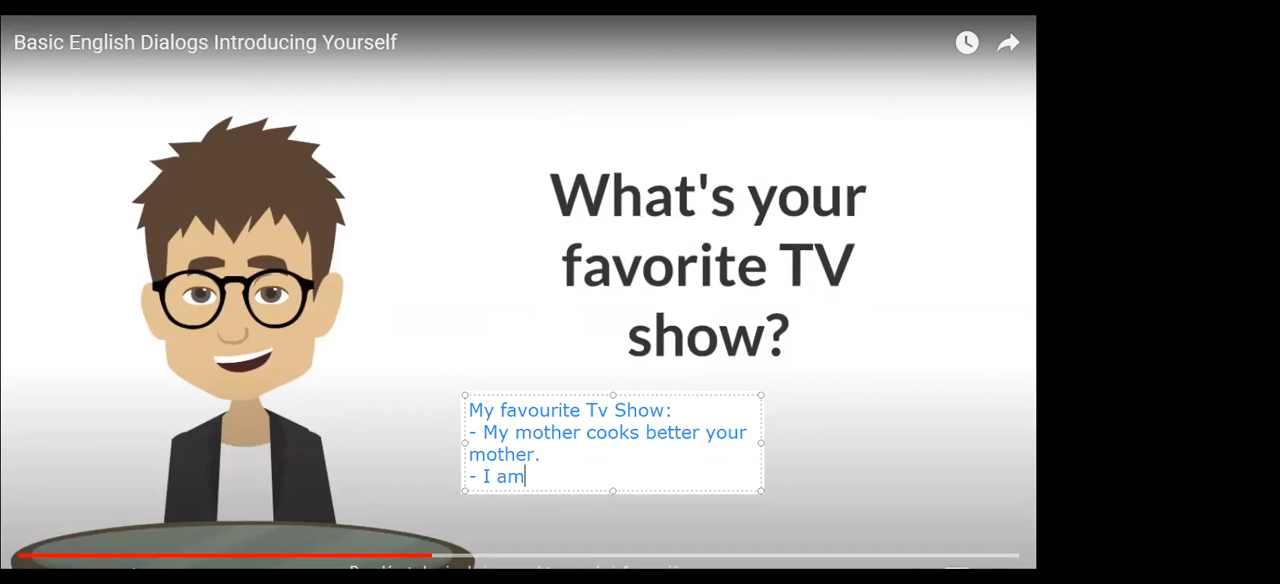 Basic English Dialogs Introducing Yourself
What's your
favorite TV
show?
My favourite Tv Show:
- My mother cooks better your
mother.
- I am